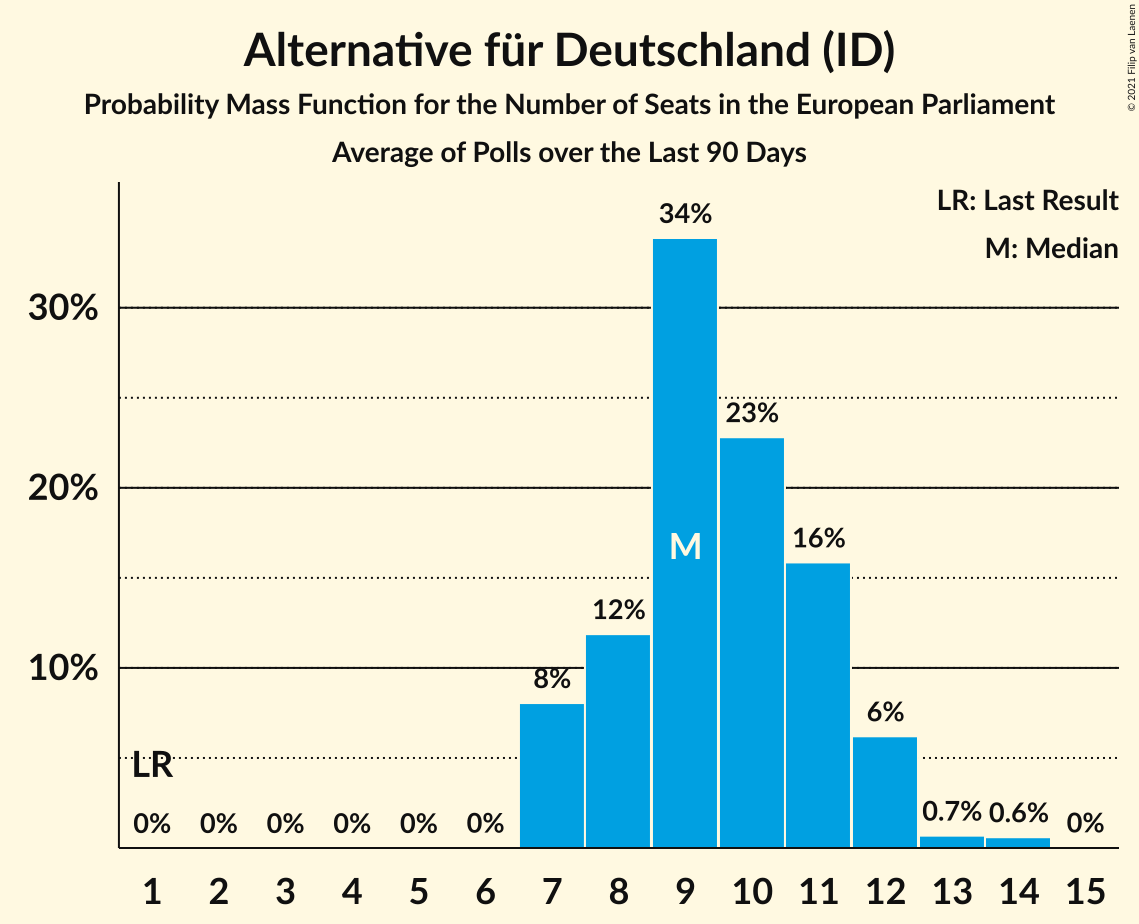 Alternative für Deutschland (ID)
Probability Mass Function for the Number of Seats in the European Parliament
Average of Polls over the Last 90 Days
© 2021 Filip van Laenen
LR: Last Result
M: Median
34%
30%
23%
20%
16%
M
12%
10%
8%
6%
LR
0% 0% 0% 0% 0% 0% 0.7% 0.6% 0%
1 2 3 4 5 6 7 8 9 10 11 12 13 14 15